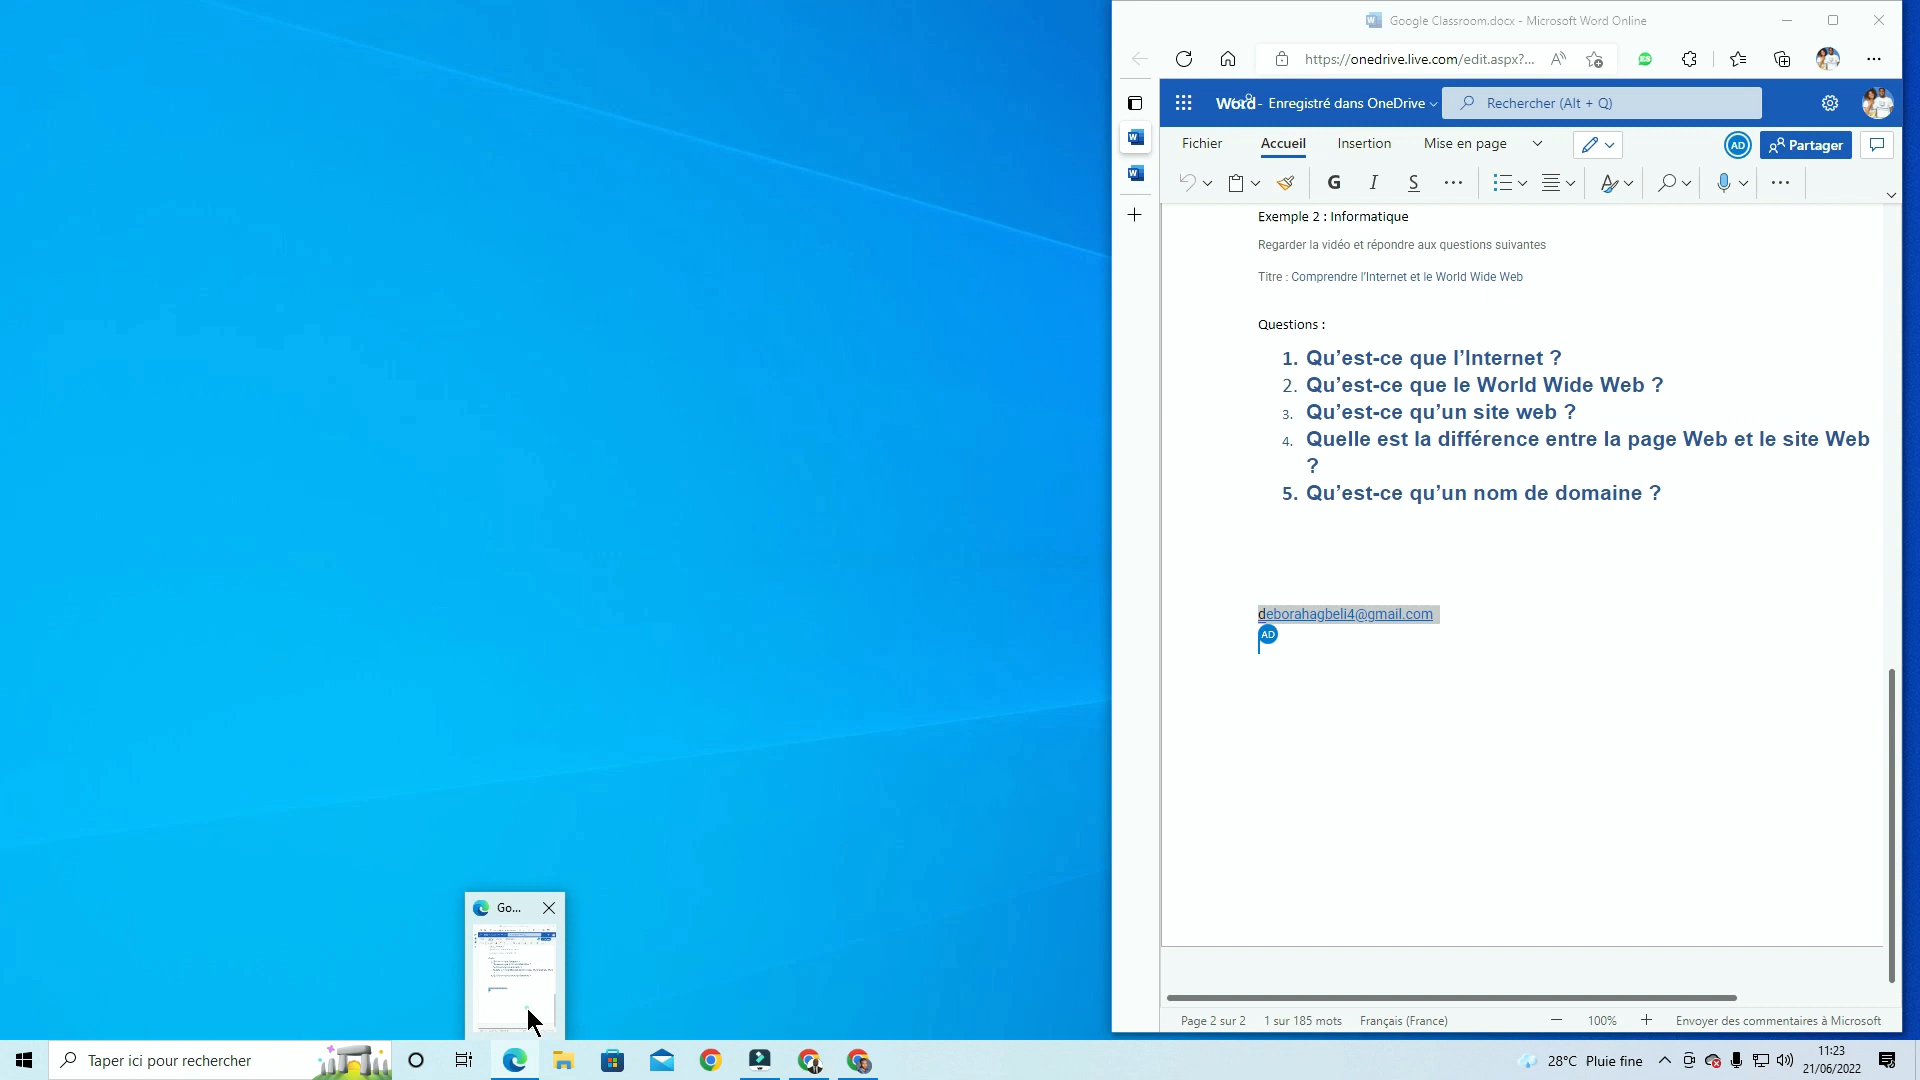 Google Classroom.docx - Microsoft Word Online
https://onedrive.live.com/edit.aspx?...
Word - Enregistré dans OneDrive
Rechercher (Alt + Q)
Fichier Accueil Insertion Mise en page AD Partager
G I S
Exemple 2 : Informatique
Regarder la vidéo et répondre aux questions suivantes
Titre : Comprendre l'Internet et le World Wide Web
Questions :
1. Qu'est-ce que l'Internet ?
2. Qu'est-ce que le World Wide Web ?
3. Qu'est-ce qu'un site web ?
4. Quelle est la différence entre la page Web et le site Web
?
5. Qu'est-ce qu'un nom de domaine ?
deborahagbeli4@gmail.com
AD
Page 2 sur 2 1 sur 185 mots Français (France) 100% Envoyer des commentaires à Microsoft
Go...
Taper ici pour rechercher
28°C Pluie fine
11:23
21/06/2022